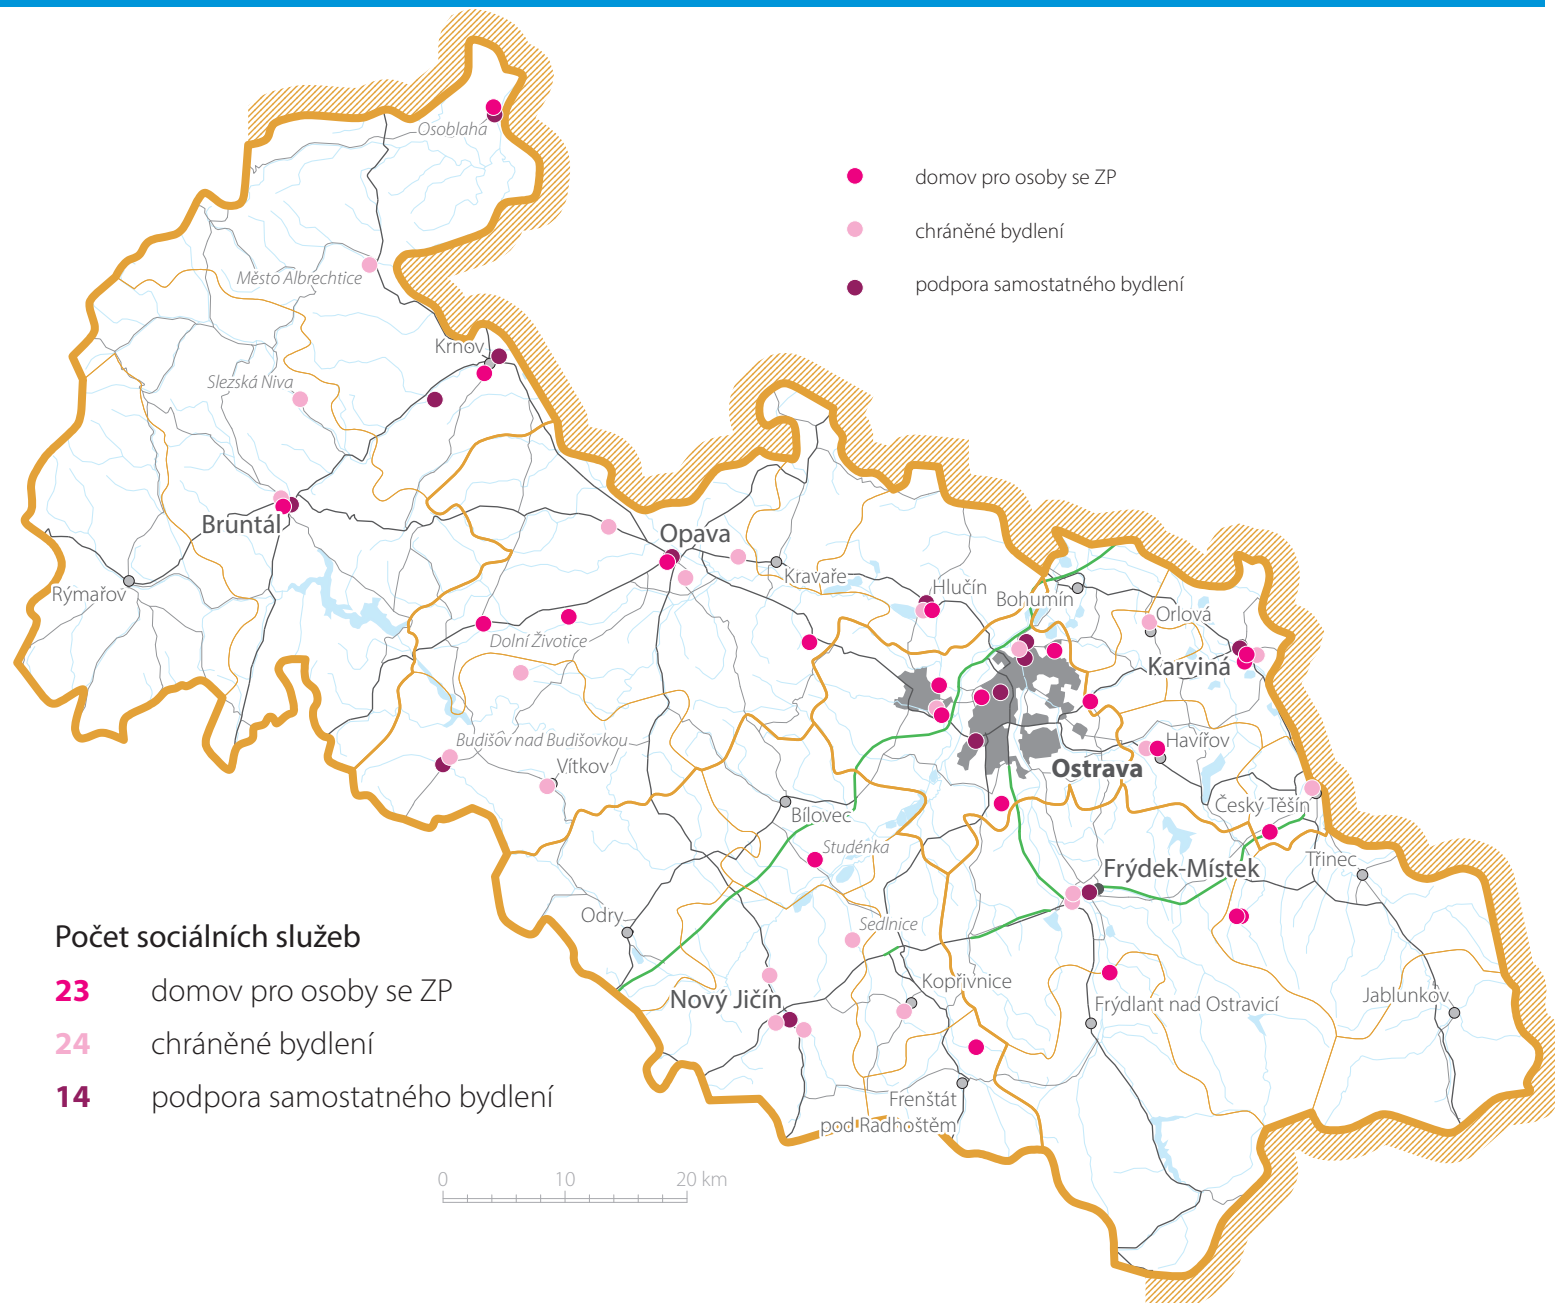 Osoblaha
domov pro osoby se ZP
chráněné bydlení
podpora samostatného bydlení
Město Albrechtice
Krnov
Slezská Niva
Bruntál
Opava
Rýmařov
Kravaře
Hlučín
Bohumín
Orlová
Dolní Životice
Karviná
Budišov nad Budišovkou
Vítkov
Havířov
Ostrava
Bílovec
Český Těšín
Studénka
Třinec
Frýdek-Místek
Odry
Sedlnice
Počet sociálních služeb
23 domov pro osoby se ZP
24 chráněné bydlení
14 podpora samostatného bydlení
Kopřivnice
Nový Jičín
Frýdlant nad Ostravicí
Jablunkov
Frenštát
pod Radhoštěm
0 10 20 km